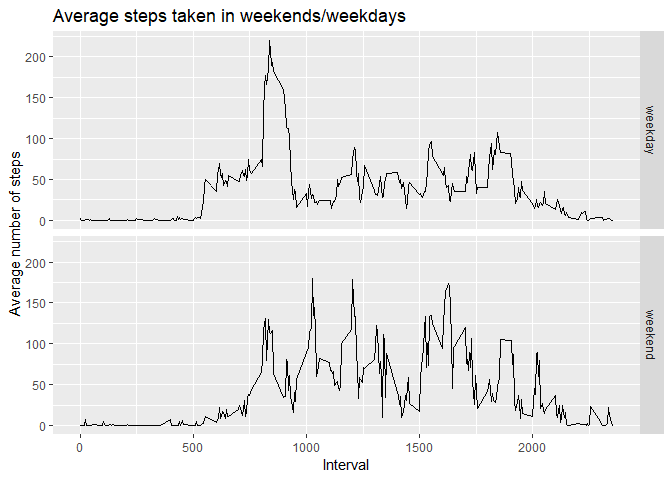 Average steps taken in weekends/weekdays
Average number of steps
200
150
100
50
0
weekday
200
150
100
50
0
weekend
0 500 1000 1500 2000
Interval